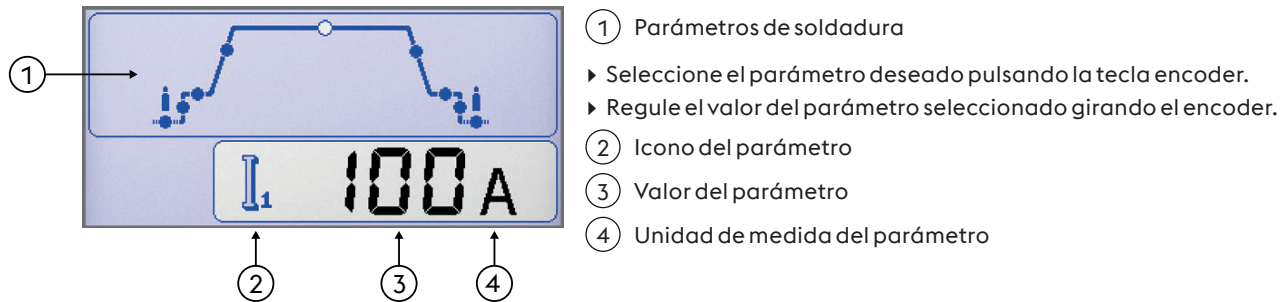 1 Parámetros de soldadura
1
▸ Seleccione el parámetro deseado pulsando la tecla encoder.
▸ Regule el valor del parámetro seleccionado girando el encoder.
2 Icono del parámetro
I1 100 A
3 Valor del parámetro
4 Unidad de medida del parámetro
2 3 4